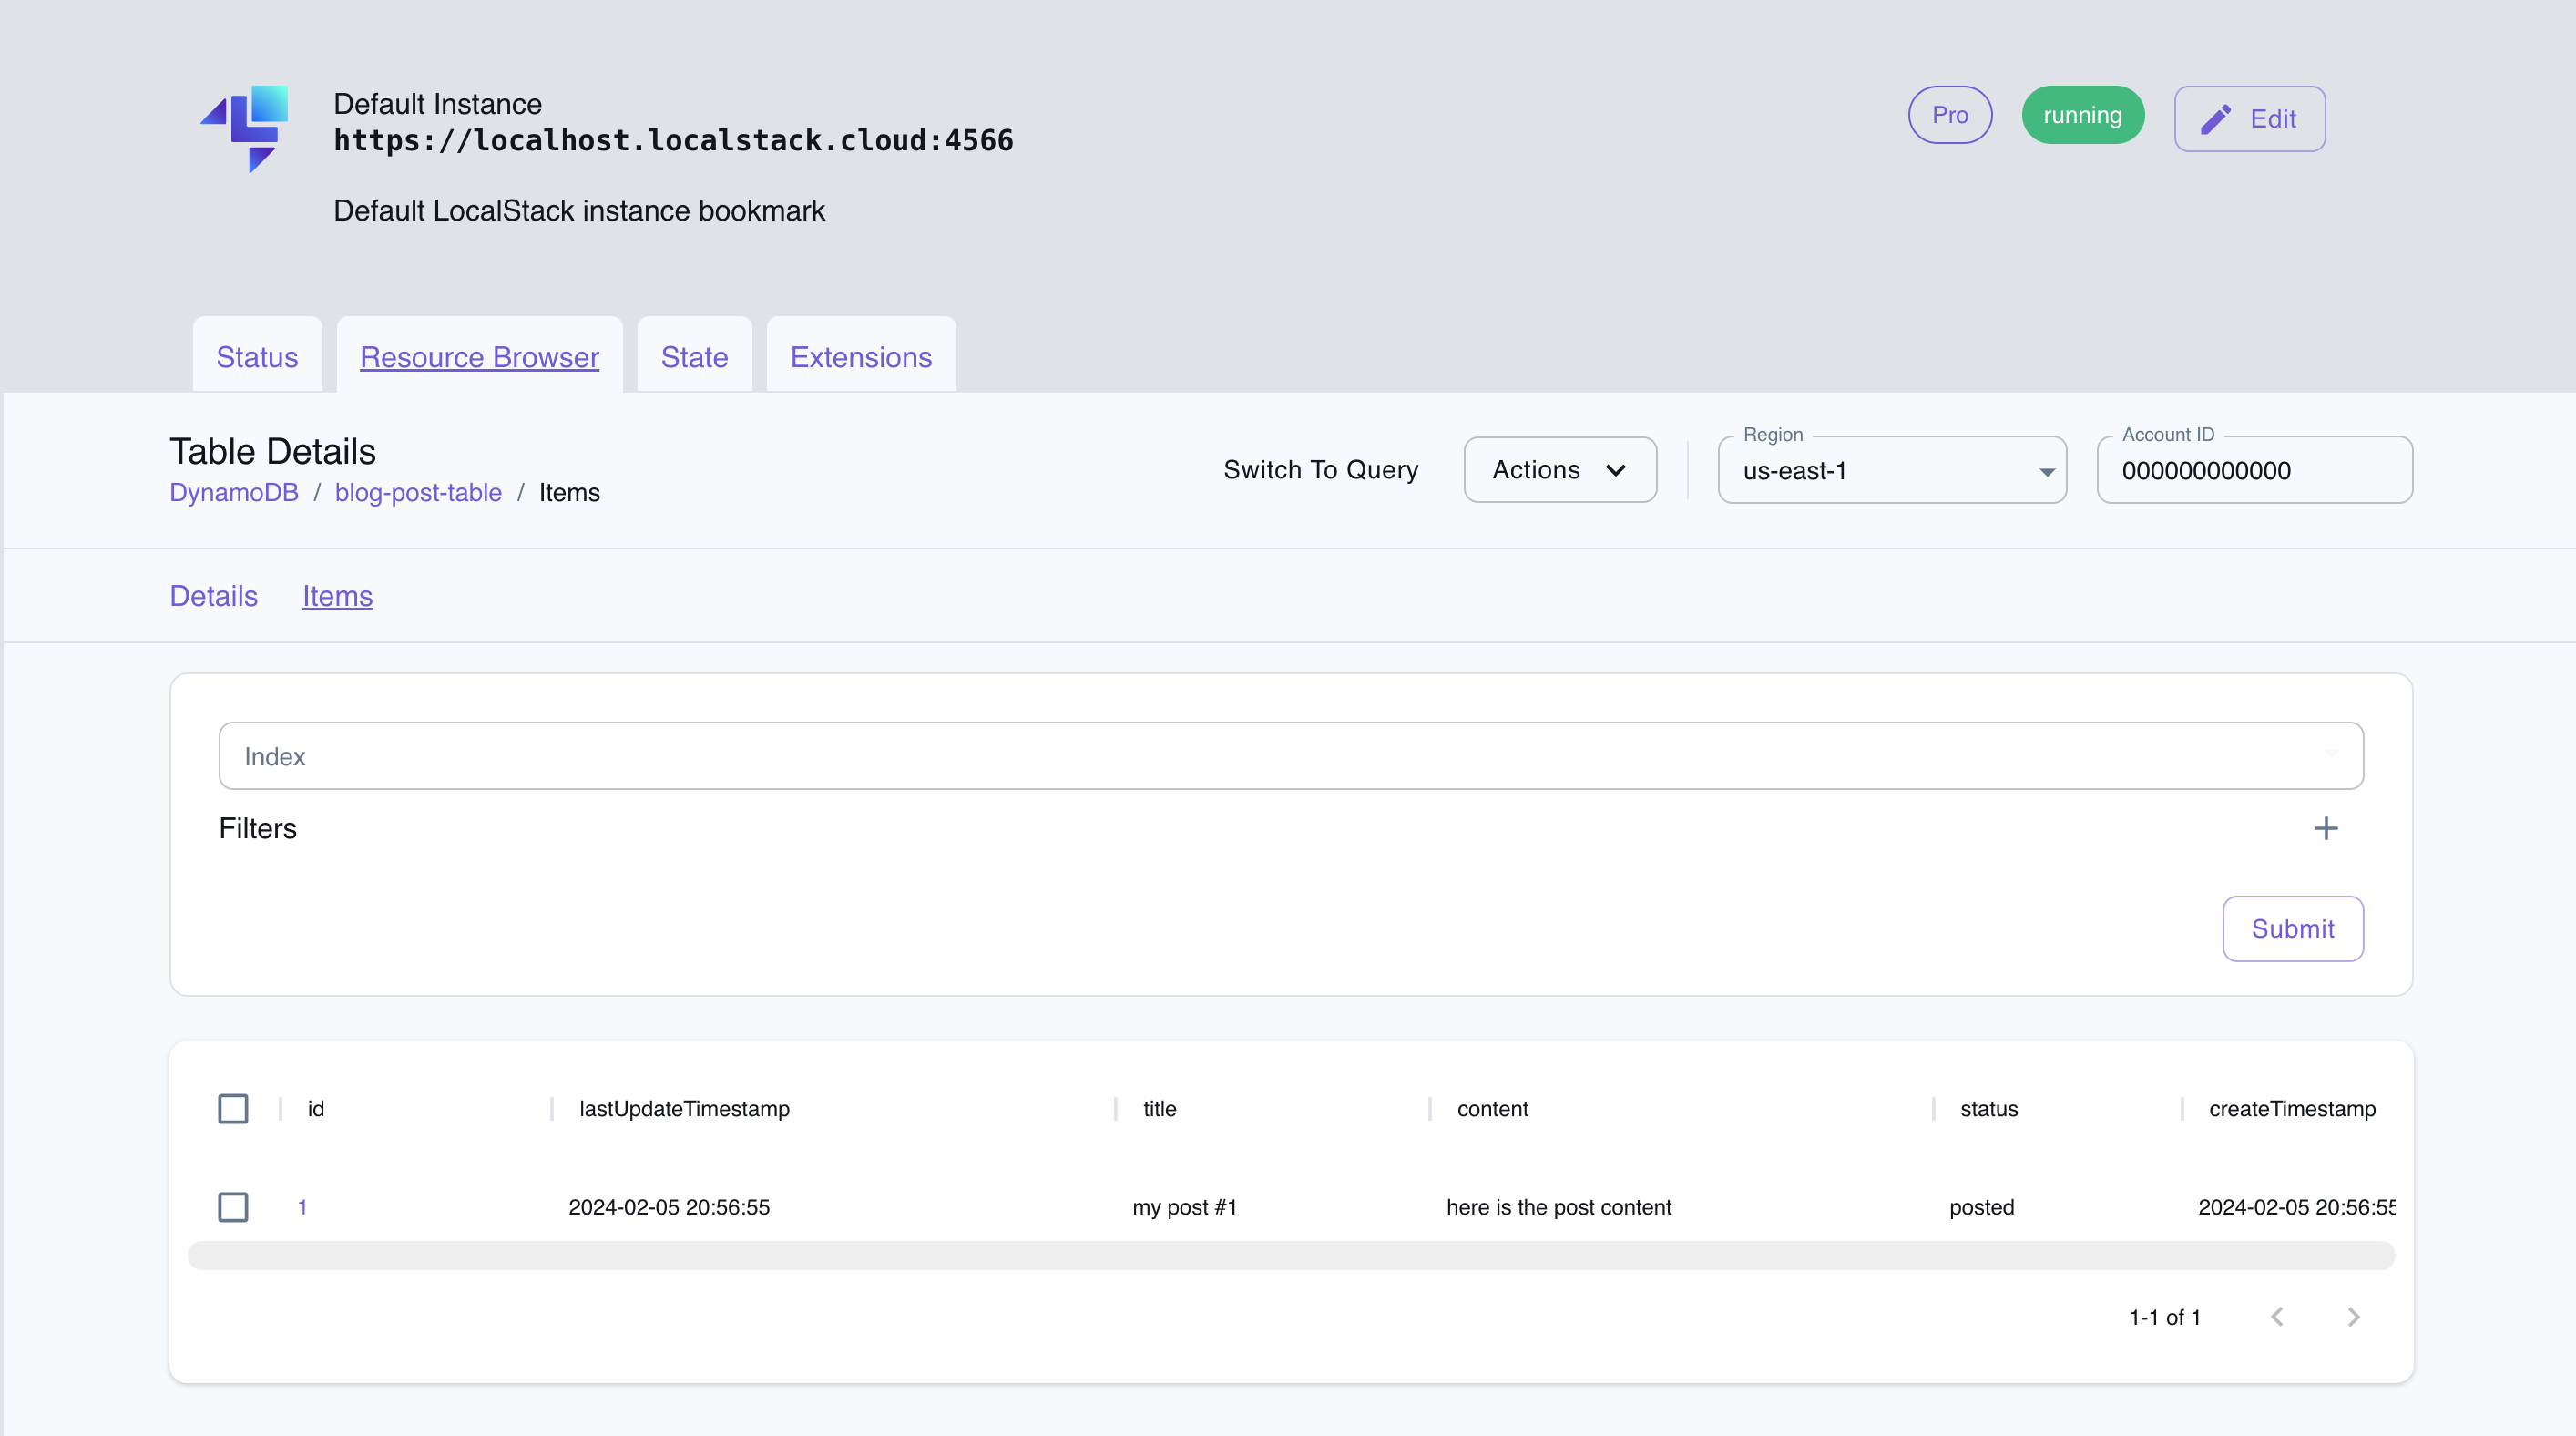 Default Instance
https://localhost.localstack.cloud:4566
Default LocalStack instance bookmark
Pro
running
Edit
Status
Resource Browser
State
Extensions
Table Details
DynamoDB / blog-post-table / Items
Switch To Query
Actions
Region
us-east-1
Account ID
000000000000
Details
Items
Index
Filters
Submit
id lastUpdateTimestamp title content status createTimestamp
1 2024-02-05 20:56:55 my post #1 here is the post content posted 2024-02-05 20:56:55
1-1 of 1